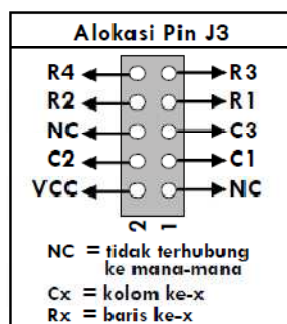 Alokasi Pin J3
R4 R3
R2 R1
NC C3
C2 C1
VCC NC
2 1
NC = tidak terhubung
ke mana-mana
Cx = kolom ke-x
Rx = baris ke-x